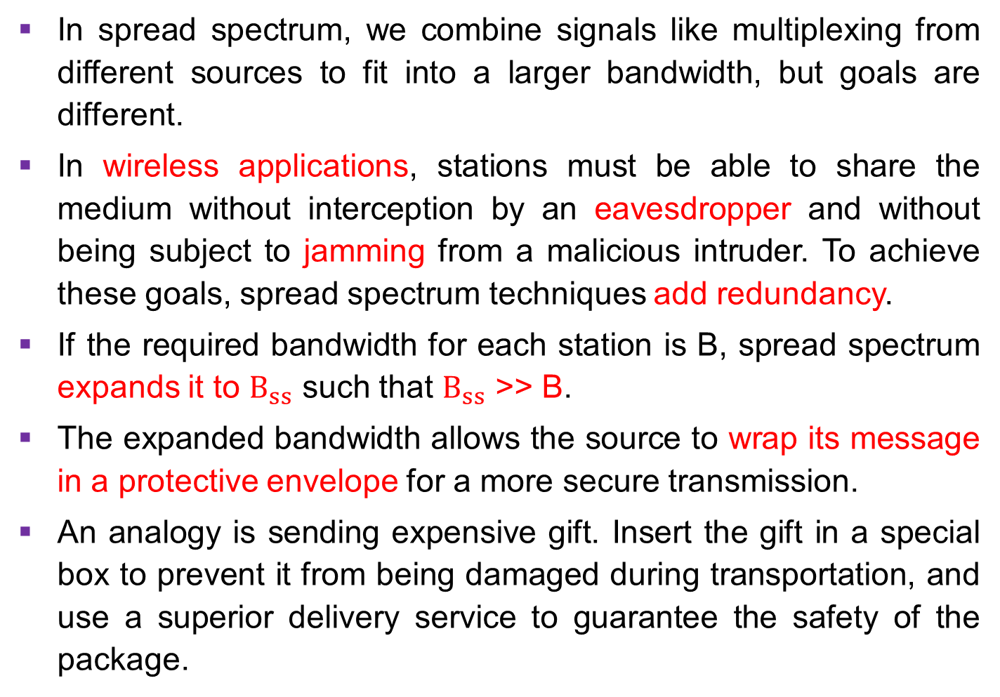 ▪ In spread spectrum, we combine signals like multiplexing from
different sources to fit into a larger bandwidth, but goals are
different.
▪ In wireless applications, stations must be able to share the
medium without interception by an eavesdropper and without
being subject to jamming from a malicious intruder. To achieve
these goals, spread spectrum techniques add redundancy.
▪ If the required bandwidth for each station is B, spread spectrum
expands it to Bss such that Bss >> B.
▪ The expanded bandwidth allows the source to wrap its message
in a protective envelope for a more secure transmission.
▪ An analogy is sending expensive gift. Insert the gift in a special
box to prevent it from being damaged during transportation, and
use a superior delivery service to guarantee the safety of the
package.